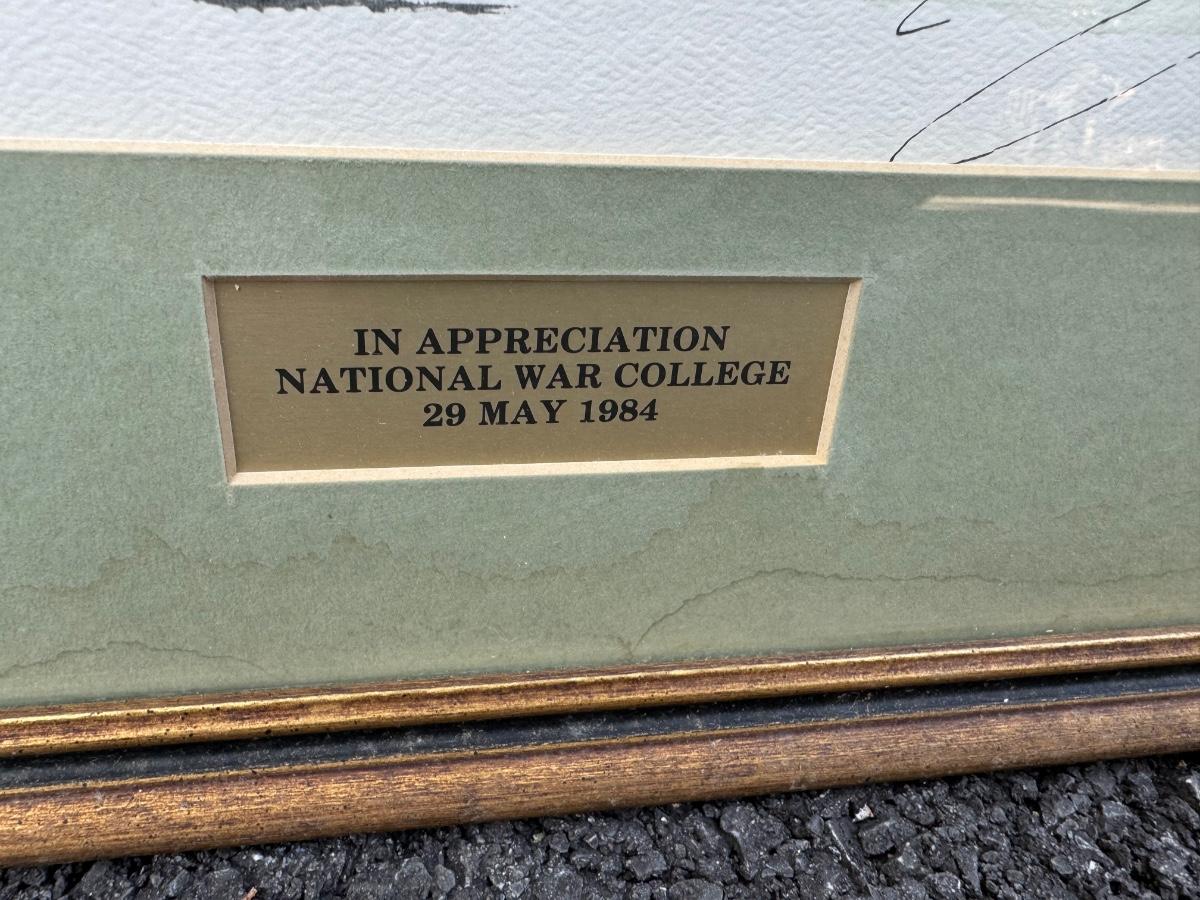 IN APPRECIATION
NATIONAL WAR COLLEGE
29 MAY 1984